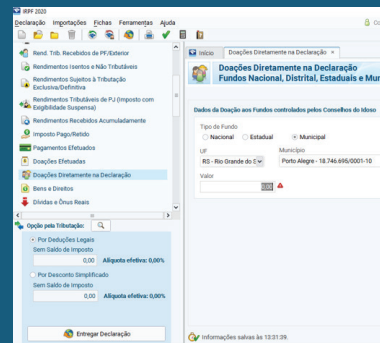 IRPF 2020
Declaração Importações Fichas Ferramentas Ajuda
Rend. Trib. Recebidos de PF/Exterior
Rendimentos Isentos e Não Tributáveis
Rendimentos Sujeitos à Tributação
Exclusiva/Definitiva
Rendimentos Tributáveis de PJ (Imposto com
Exigibilidade Suspensa)
Rendimentos Recebidos Acumuladamente
Imposto Pago/Retido
Pagamentos Efetuados
Doações Efetuadas
Doações Diretamente na Declaração
Bens e Direitos
Dívidas e Ônus Reais
Opção pela Tributação:
Por Deduções Legais
Sem Saldo de Imposto
0,00 Alíquota efetiva: 0,00%
Por Desconto Simplificado
Sem Saldo de Imposto
0,00 Alíquota efetiva: 0,00%
Entregar Declaração
Início Doações Diretamente na Declaração ×
Doações Diretamente na Declaração
Fundos Nacional, Distrital, Estaduais e Mun
Dados da Doação aos Fundos controlados pelos Conselhos do Idoso
Tipo de Fundo
Nacional Estadual Municipal
UF Município
RS - Rio Grande do S Porto Alegre - 18.746.695/0001-10
Valor
0,00
Informações salvas às 13:31:39.